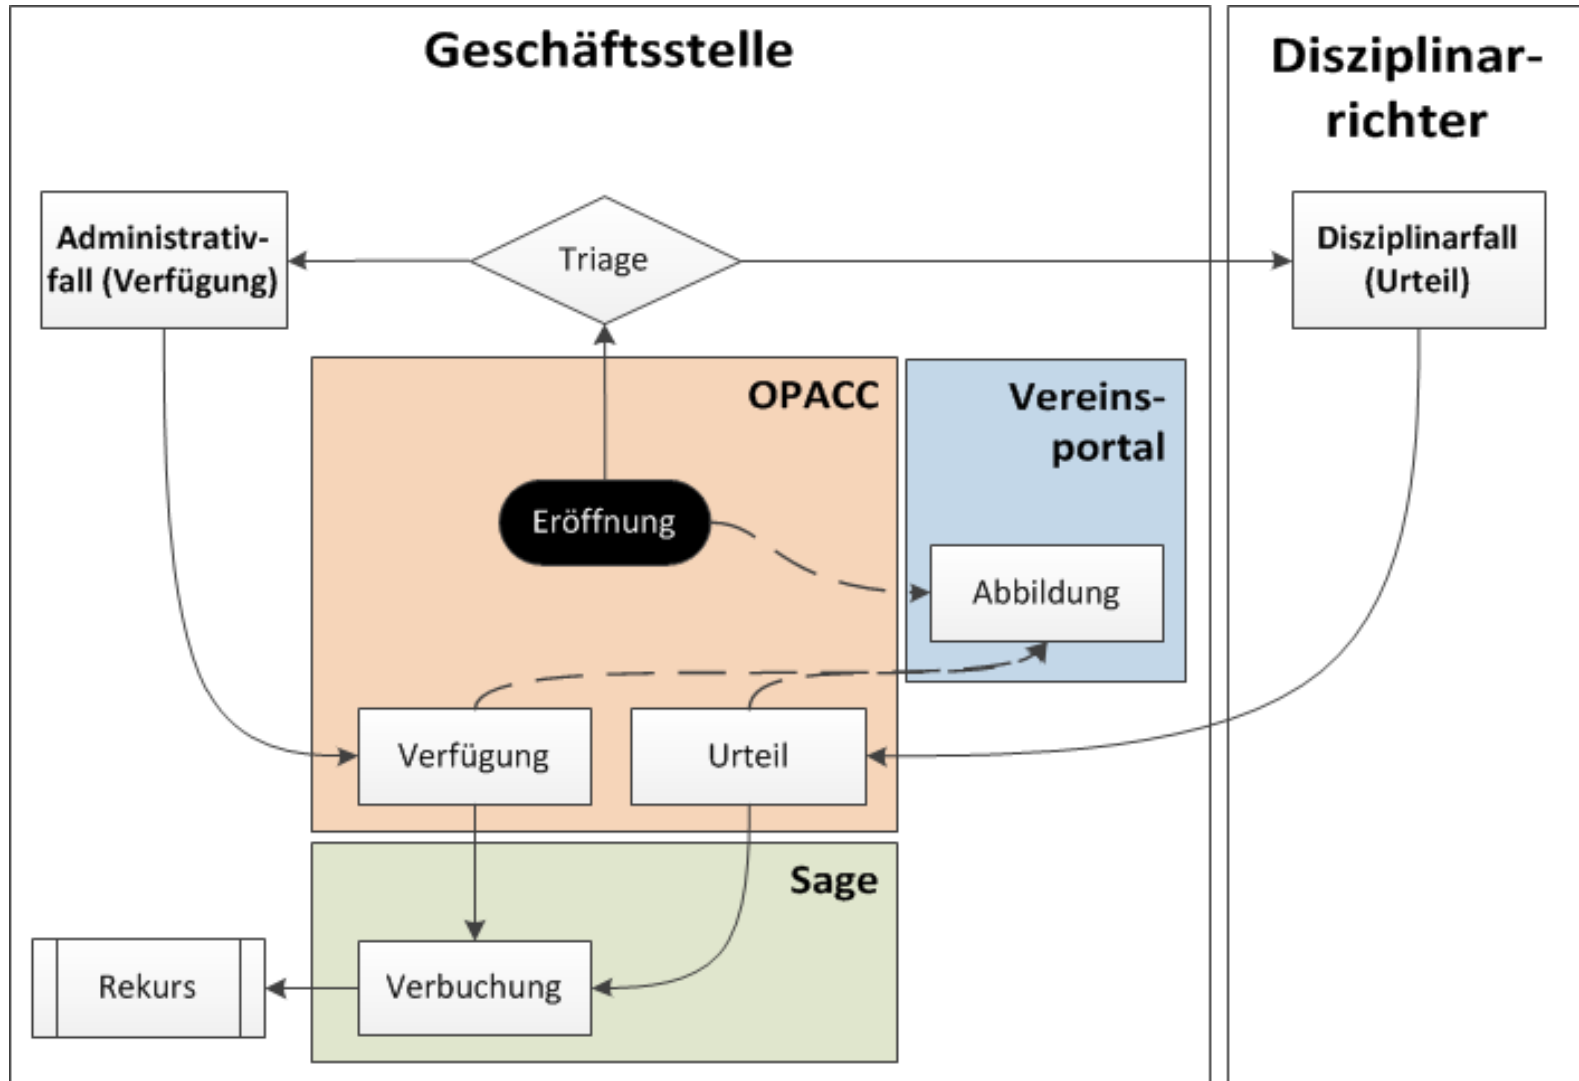 Geschäftsstelle
Disziplinar-
richter
Administrativ-
fall (Verfügung)
Triage
Disziplinarfall
(Urteil)
OPACC
Vereins-
portal
Eröffnung
Abbildung
Verfügung
Urteil
Sage
Rekurs
Verbuchung